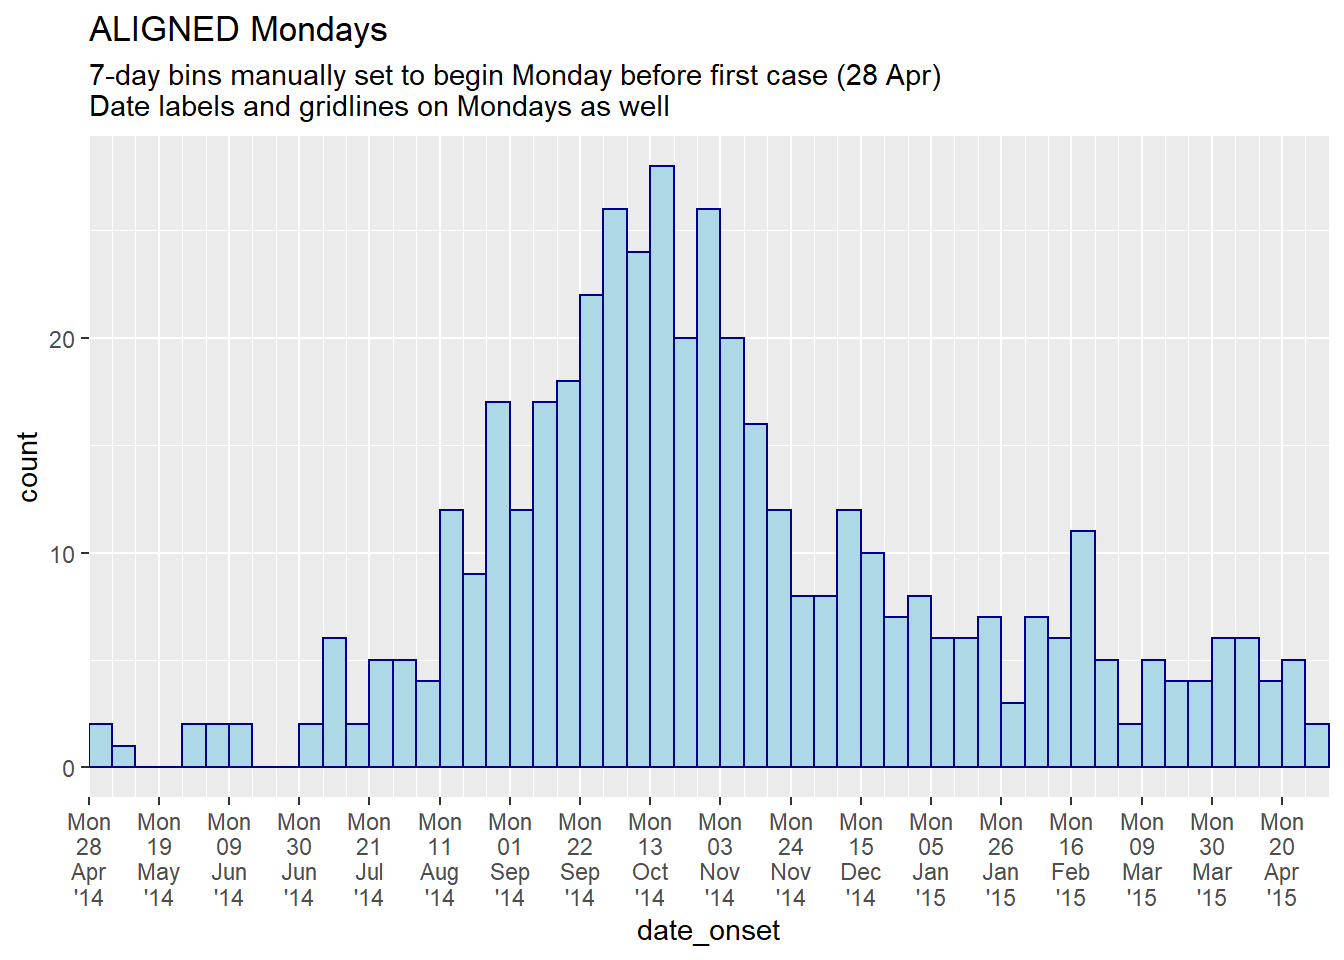 ALIGNED Mondays
7-day bins manually set to begin Monday before first case (28 Apr)
Date labels and gridlines on Mondays as well
count
20
10
0
Mon Mon Mon Mon Mon Mon Mon Mon Mon Mon Mon Mon Mon Mon Mon Mon Mon Mon
28 19 09 30 21 11 01 22 13 03 24 15 05 26 16 09 30 20
Apr May Jun Jun Jul Aug Sep Sep Oct Nov Nov Dec Jan Jan Feb Mar Mar Apr
'14 '14 '14 '14 '14 '14 '14 '14 '14 '14 '14 '14 '15 '15 '15 '15 '15 '15
date_onset